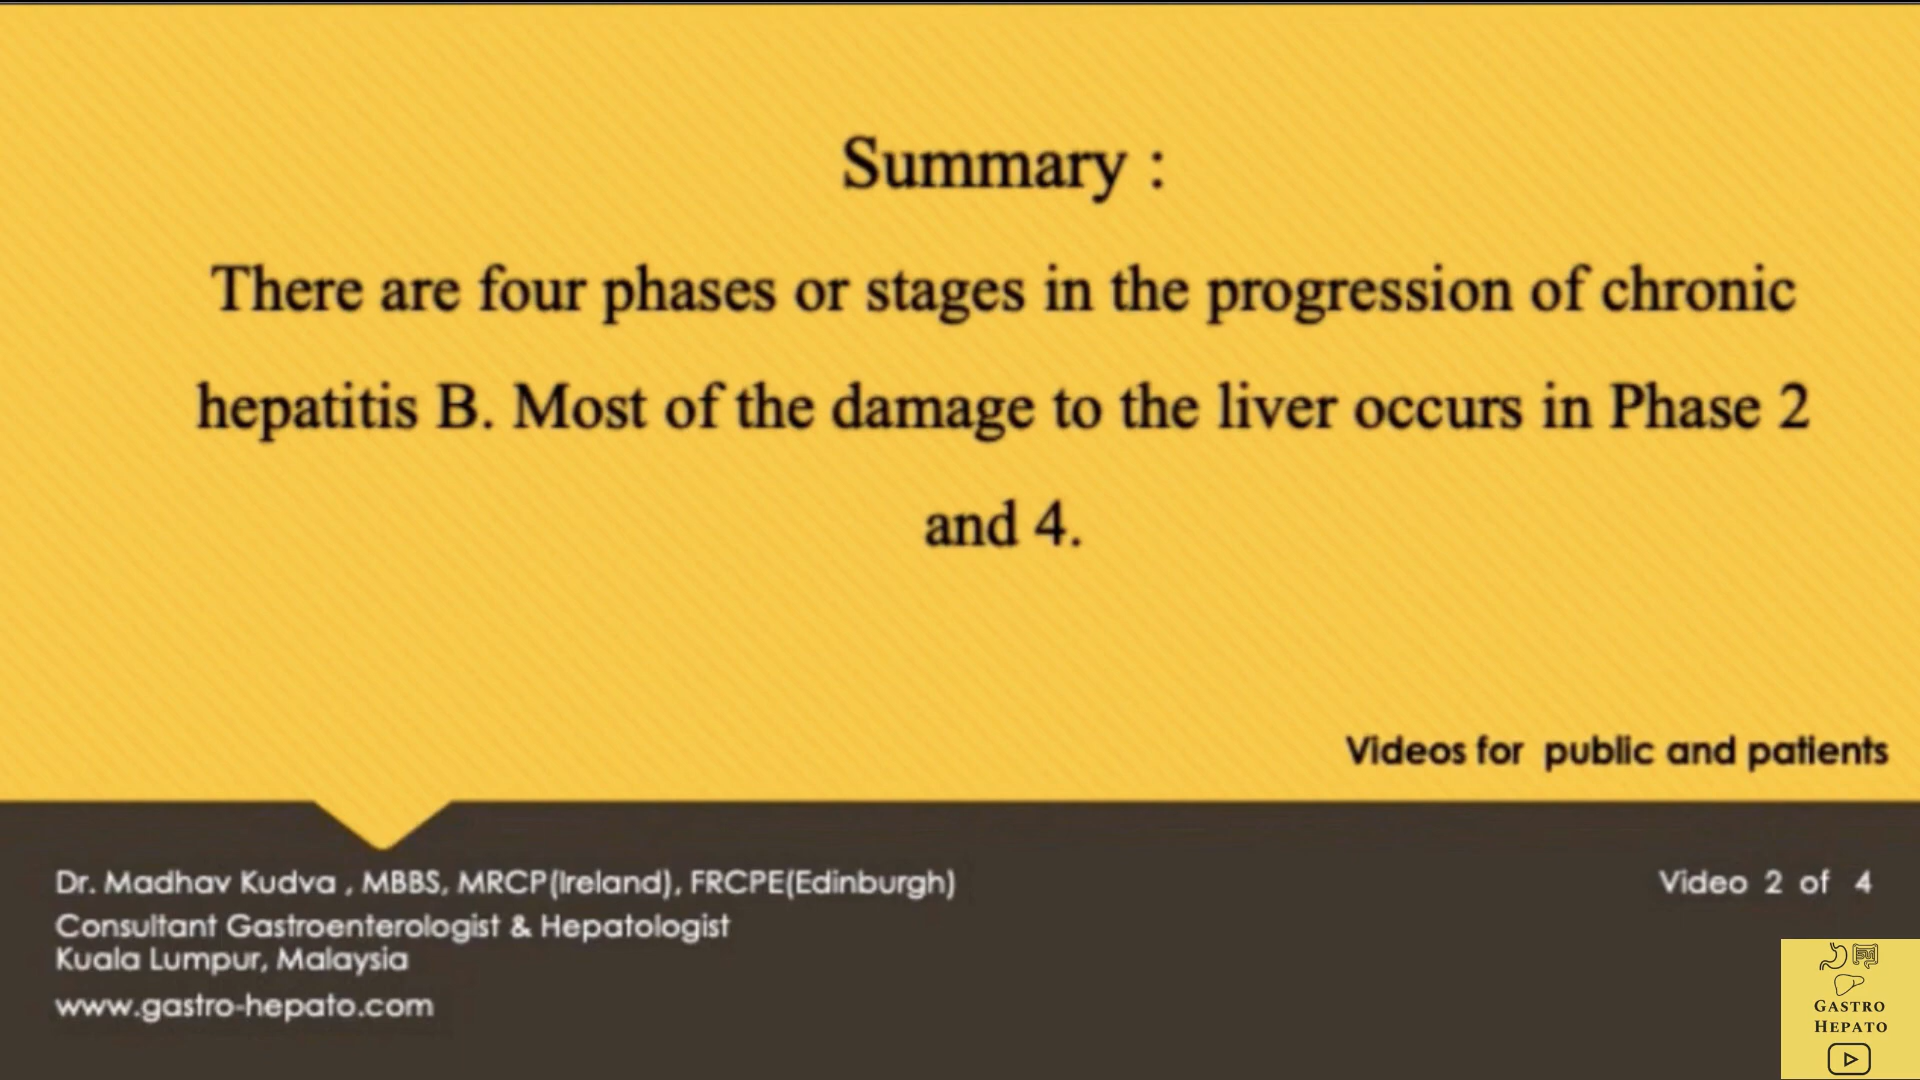 Summary :
There are four phases or stages in the progression of chronic
hepatitis B. Most of the damage to the liver occurs in Phase 2
and 4.
Videos for public and patients
Dr. Madhav Kudva , MBBS, MRCP(Ireland), FRCPE(Edinburgh)
Consultant Gastroenterologist & Hepatologist
Kuala Lumpur, Malaysia
www.gastro-hepato.com
Video 2 of 4
GASTRO
HEPATO